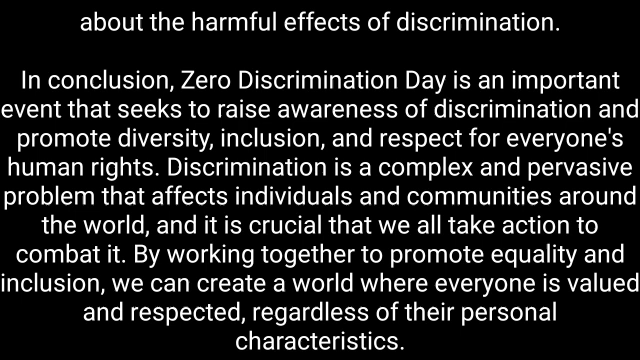 about the harmful effects of discrimination.
In conclusion, Zero Discrimination Day is an important
event that seeks to raise awareness of discrimination and
promote diversity, inclusion, and respect for everyone's
human rights. Discrimination is a complex and pervasive
problem that affects individuals and communities around
the world, and it is crucial that we all take action to
combat it. By working together to promote equality and
inclusion, we can create a world where everyone is valued
and respected, regardless of their personal
characteristics.